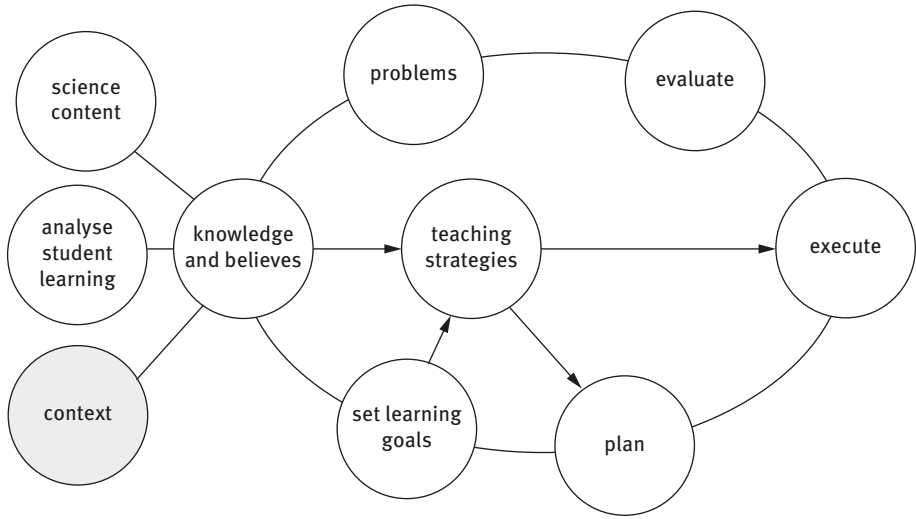 problems
evaluate
science
content
analyse
student
learning
knowledge
and believes
teaching
strategies
execute
context
set learning
goals
plan